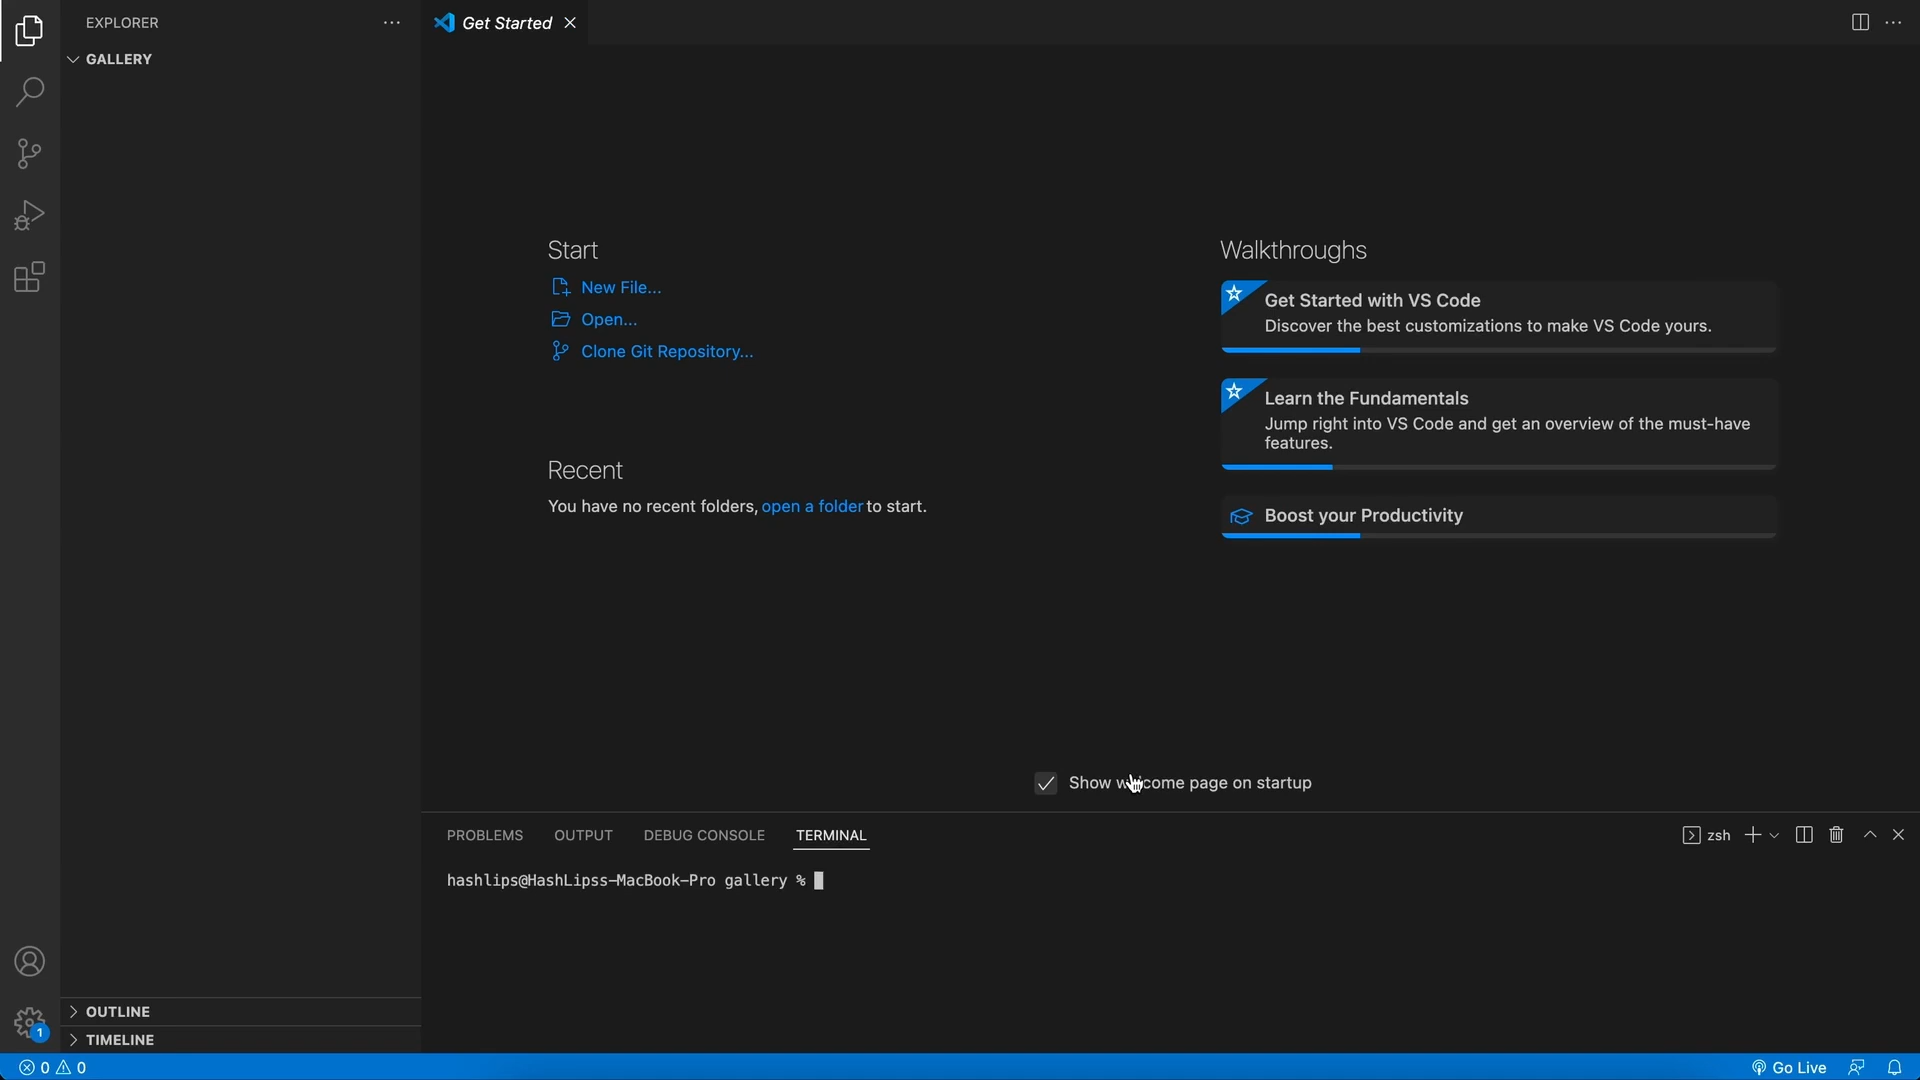 EXPLORER
GALLERY
Get Started
Start
New File...
Open...
Clone Git Repository...
Recent
You have no recent folders, open a folder to start.
Walkthroughs
Get Started with VS Code
Discover the best customizations to make VS Code yours.
Learn the Fundamentals
Jump right into VS Code and get an overview of the must-have
features.
Boost your Productivity
Show welcome page on startup
PROBLEMS OUTPUT DEBUG CONSOLE TERMINAL
zsh
hashlips@HashLipss-MacBook-Pro gallery %
1
OUTLINE
TIMELINE
0 0
Go Live